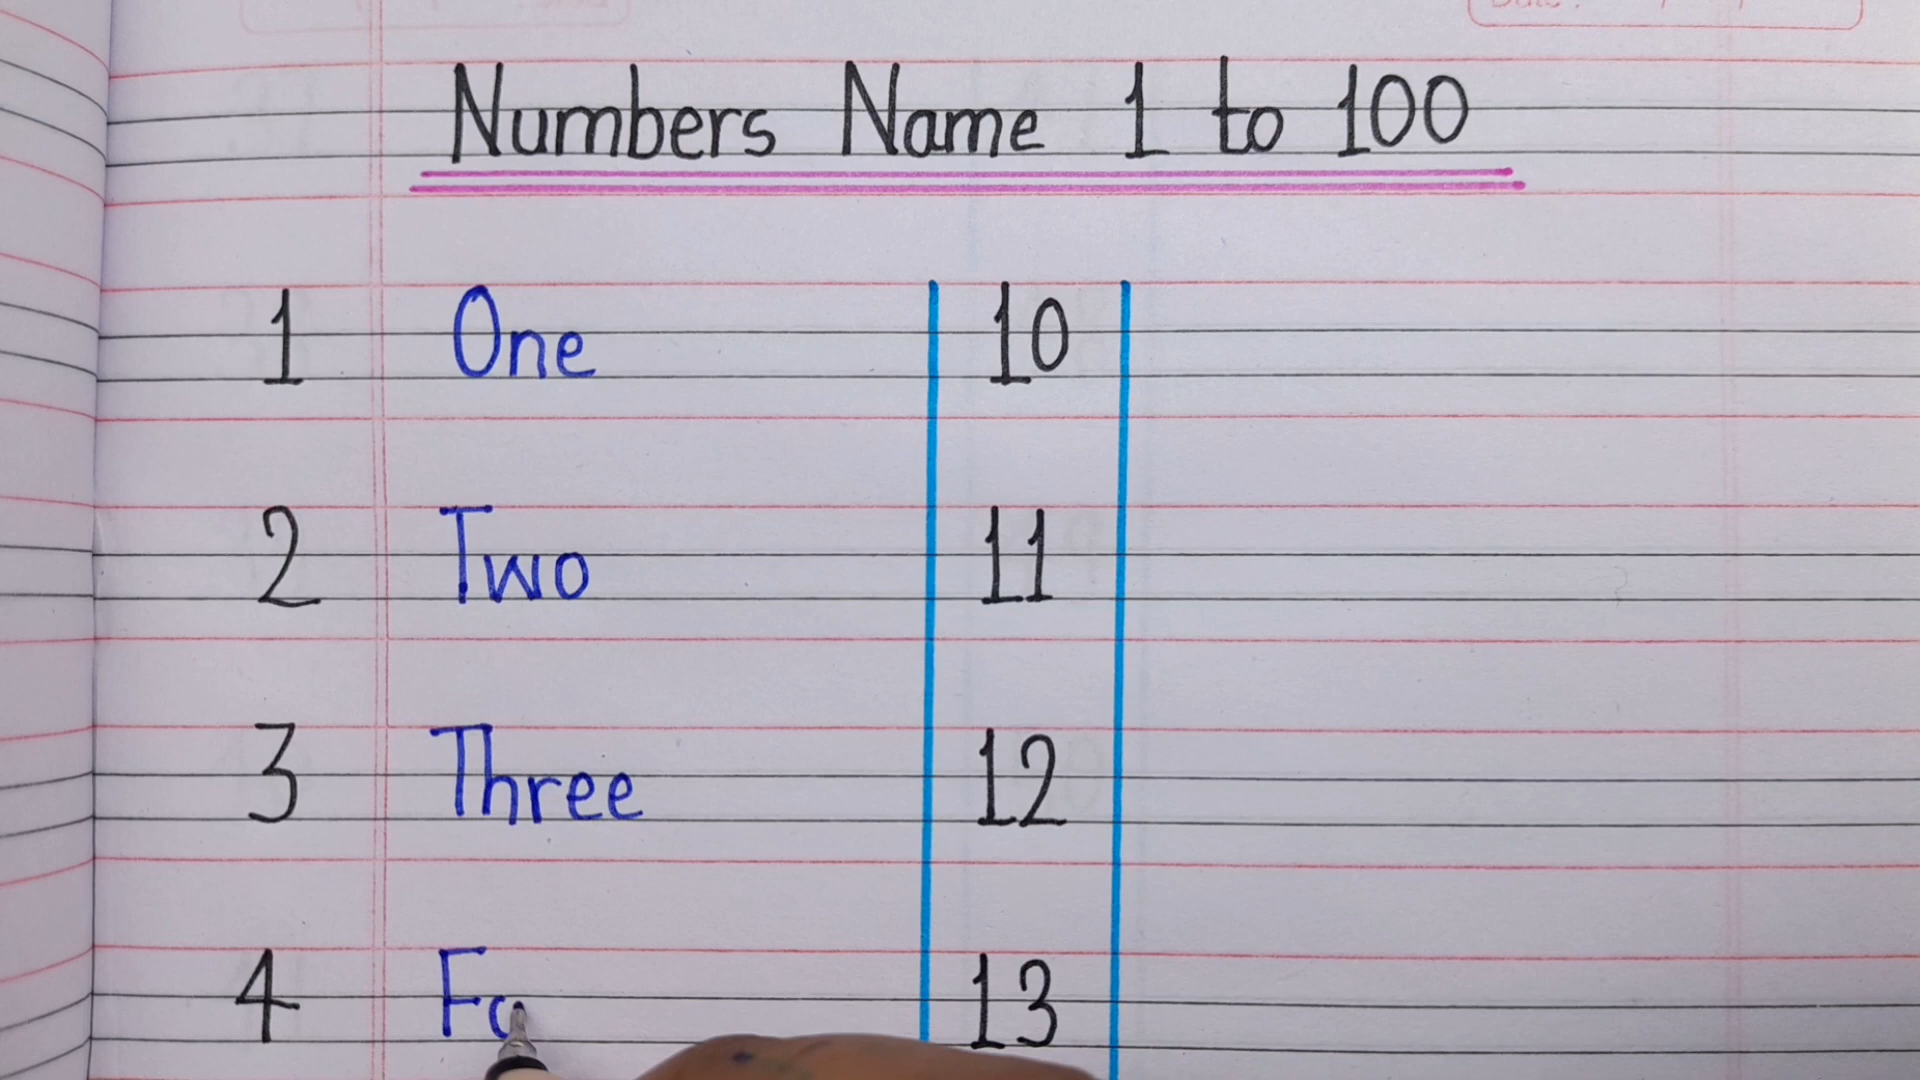 Numbers Name 1 to 100
1 One 10
2 Two 11
3 Three 12
4 Fo 13